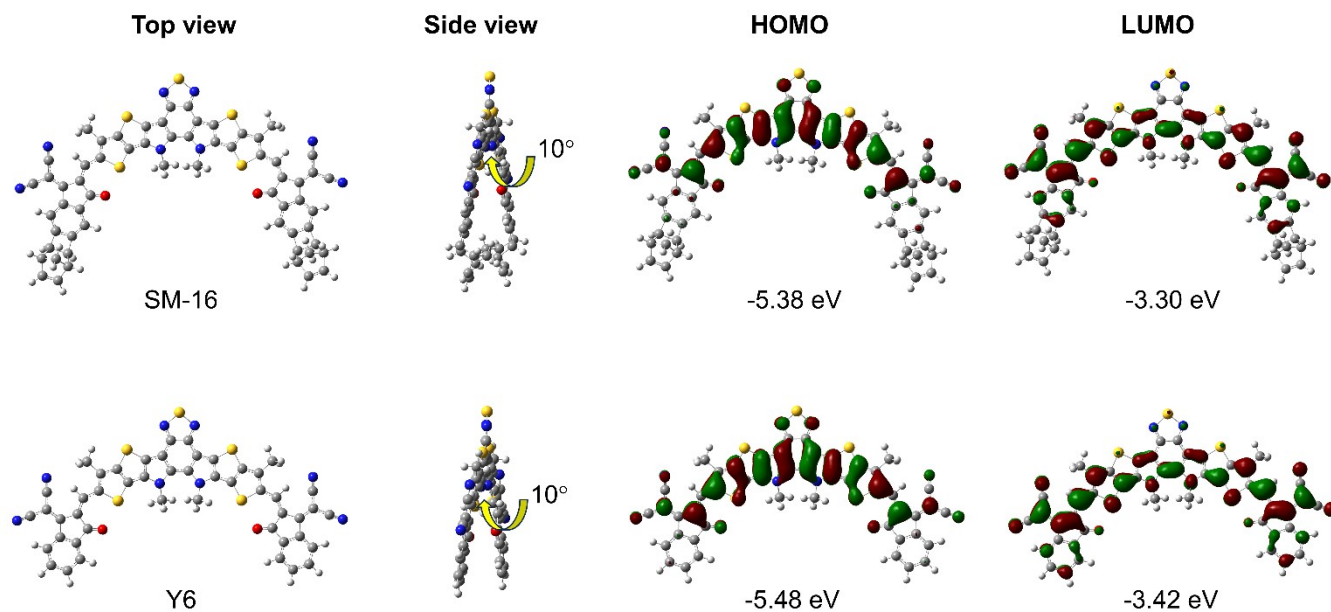 Top view
Side view
HOMO
LUMO
10°
SM-16
-5.38 eV
-3.30 eV
10°
Y6
-5.48 eV
-3.42 eV